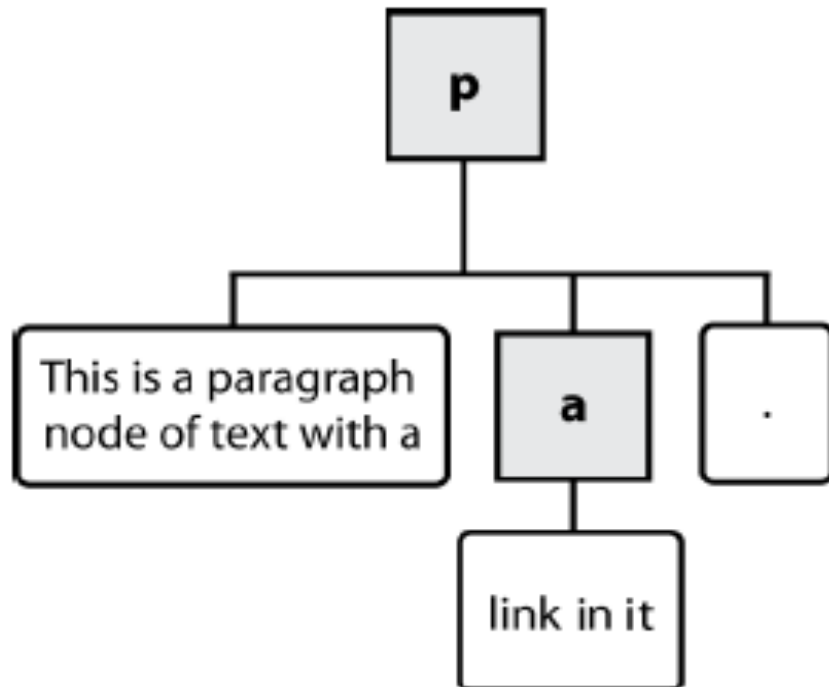 p
This is a paragraph
node of text with a
a
.
link in it